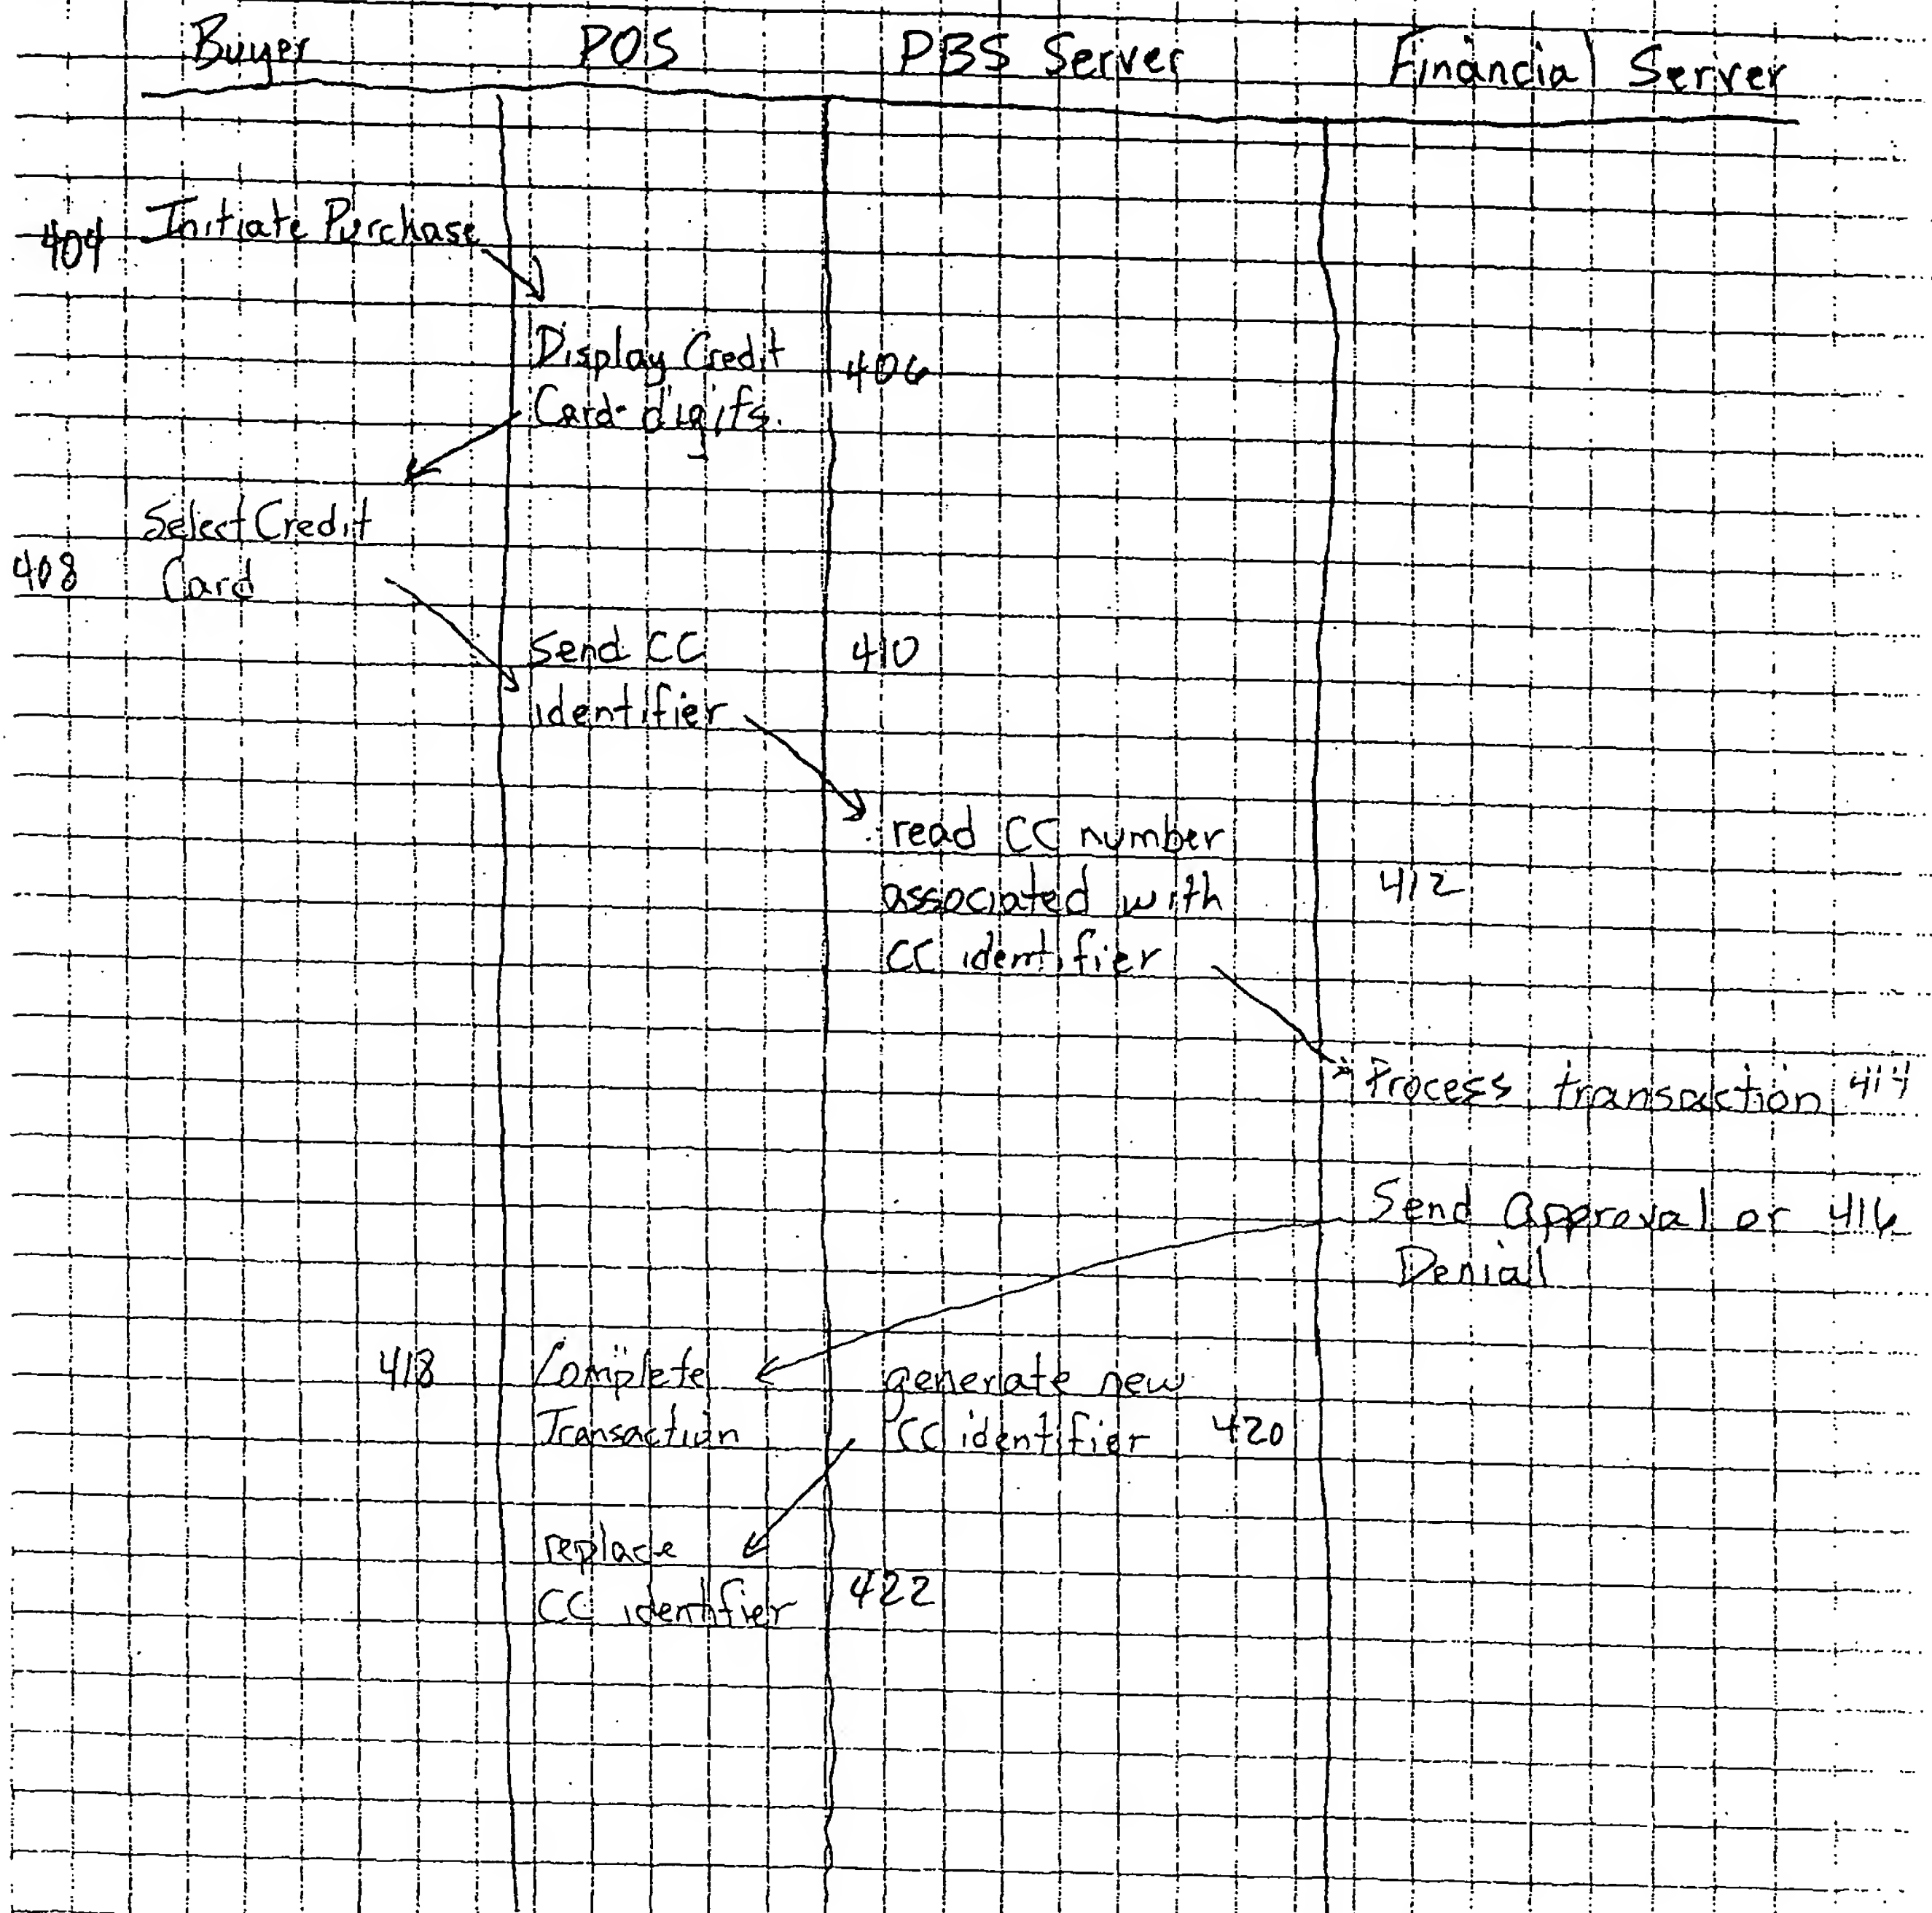 Buyer POS PBS Server Financial Server
404 Initiate Purchase
Display Credit 406
Card digits.
Select Credit
408 Card
Send CC 410
identifier
read CC number
associated with 412
CC identifier
Process transaction 414
Send Approval or 416
Denial
418 Complete generate new
Transaction CC identifier 420
replace
CC identifier 422